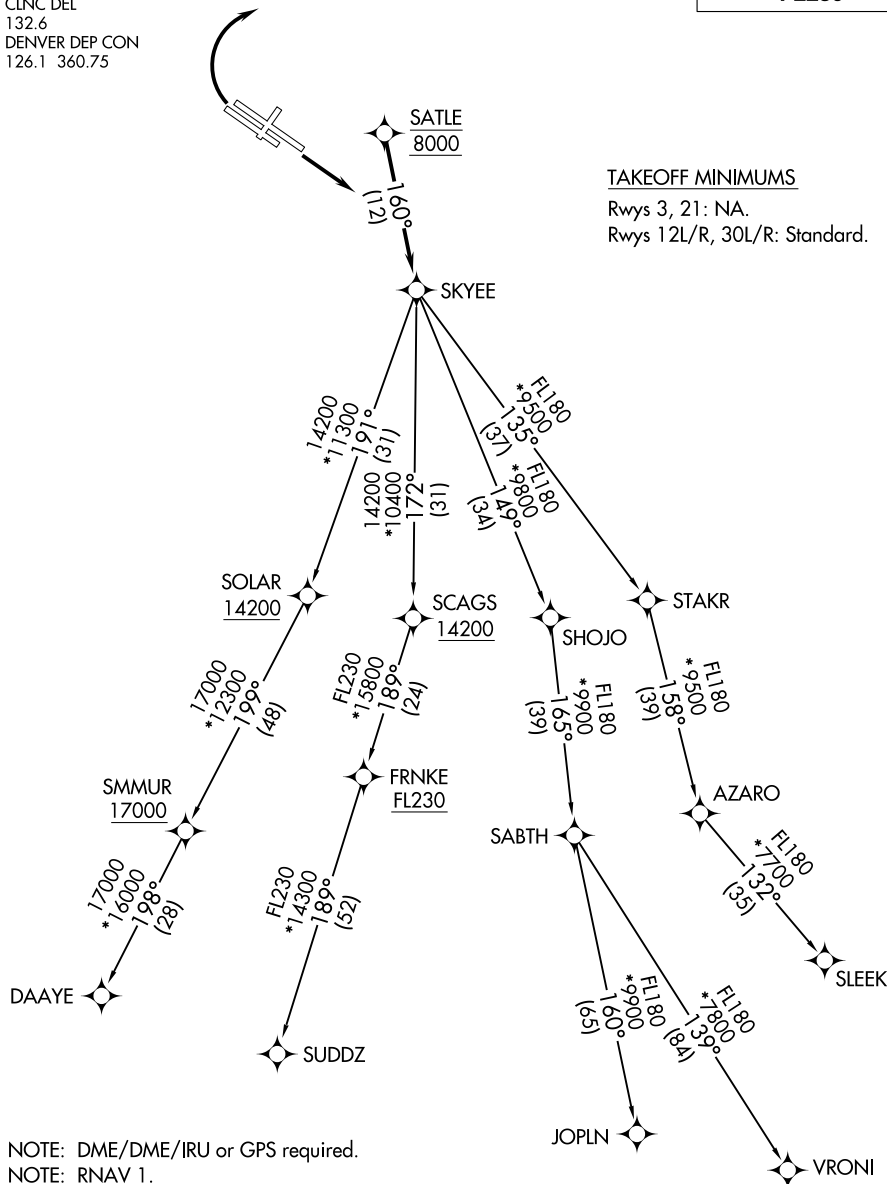 CLNC DEL
132.6
DENVER DEP CON
126.1 360.75
SATLE
8000
160°
(12)
TAKEOFF MINIMUMS
Rwys 3, 21: NA.
Rwys 12L/R, 30L/R: Standard.
SKYEE
14200
*11300
191°
(31)
14200
*10400
172°
(31)
FL180
*9800
149°
(34)
FL180
*9500
135°
(37)
SOLAR
14200
SCAGS
14200
SHOJO
STAKR
17000
*12300
199°
(48)
FL230
*15800
189°
(24)
FL180
*9900
165°
(39)
FL180
*9500
158°
(39)
SMMUR
17000
FRNKE
FL230
SABTH
AZARO
17000
*16000
198°
(28)
FL230
*14300
189°
(52)
FL180
*9900
160°
(65)
FL180
*7800
139°
(84)
FL180
*7700
132°
(35)
SLEEK
DAAYE
SUDDZ
JOPLN
VRONI
NOTE: DME/DME/IRU or GPS required.
NOTE: RNAV 1.